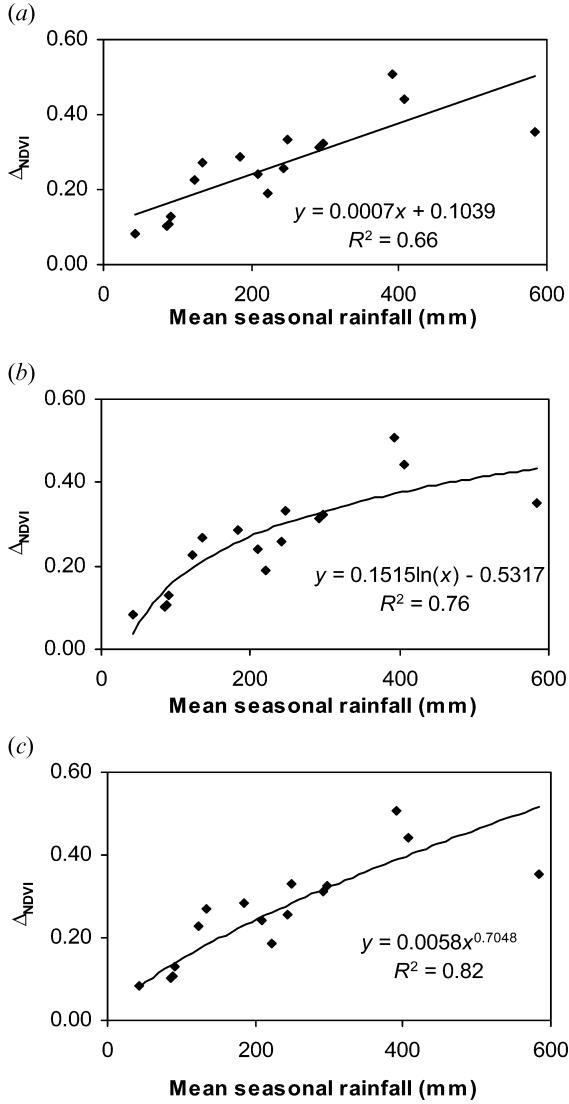 (a)
0.60
0.40
0.20
0.00
ΔNDVI
y = 0.0007x + 0.1039
R² = 0.66
0 200 400 600
Mean seasonal rainfall (mm)
(b)
0.60
0.40
0.20
0.00
ΔNDVI
y = 0.1515ln(x) - 0.5317
R² = 0.76
0 200 400 600
Mean seasonal rainfall (mm)
(c)
0.60
0.40
0.20
0.00
ΔNDVI
y = 0.0058x^0.7048
R² = 0.82
0 200 400 600
Mean seasonal rainfall (mm)